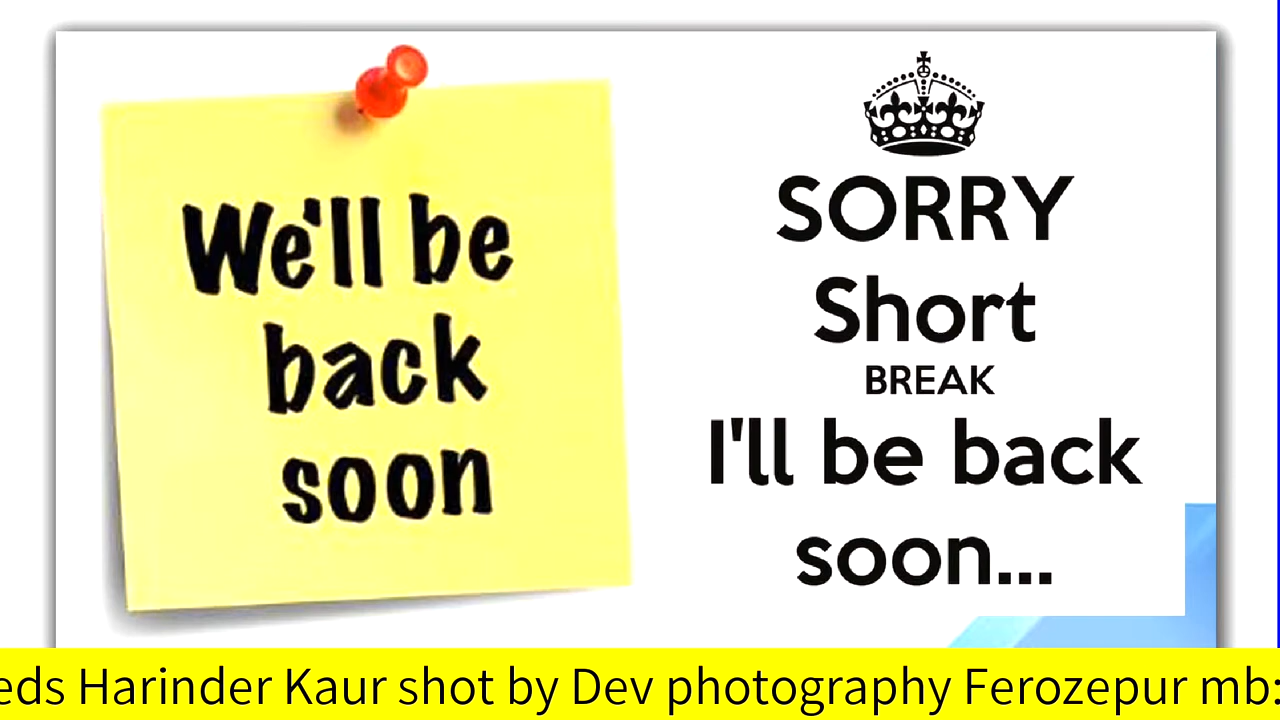 We'll be
back
soon
SORRY
Short
BREAK
I'll be back
soon...
eds Harinder Kaur shot by Dev photography Ferozepur mb: